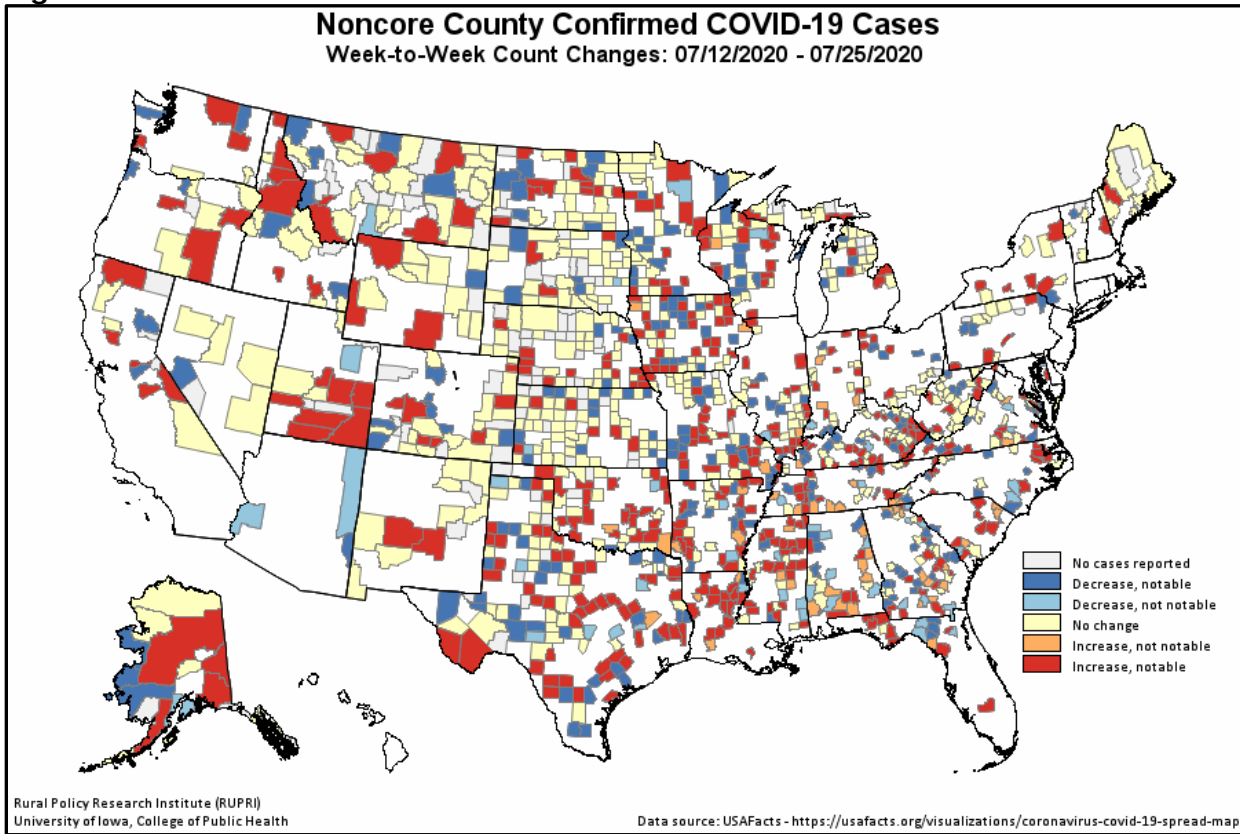 Noncore County Confirmed COVID-19 Cases
Week-to-Week Count Changes: 07/12/2020 - 07/25/2020
No cases reported
Decrease, notable
Decrease, not notable
No change
Increase, not notable
Increase, notable
Rural Policy Research Institute (RUPRI)
University of Iowa, College of Public Health
Data source: USAFacts - https://usafacts.org/visualizations/coronavirus-covid-19-spread-map